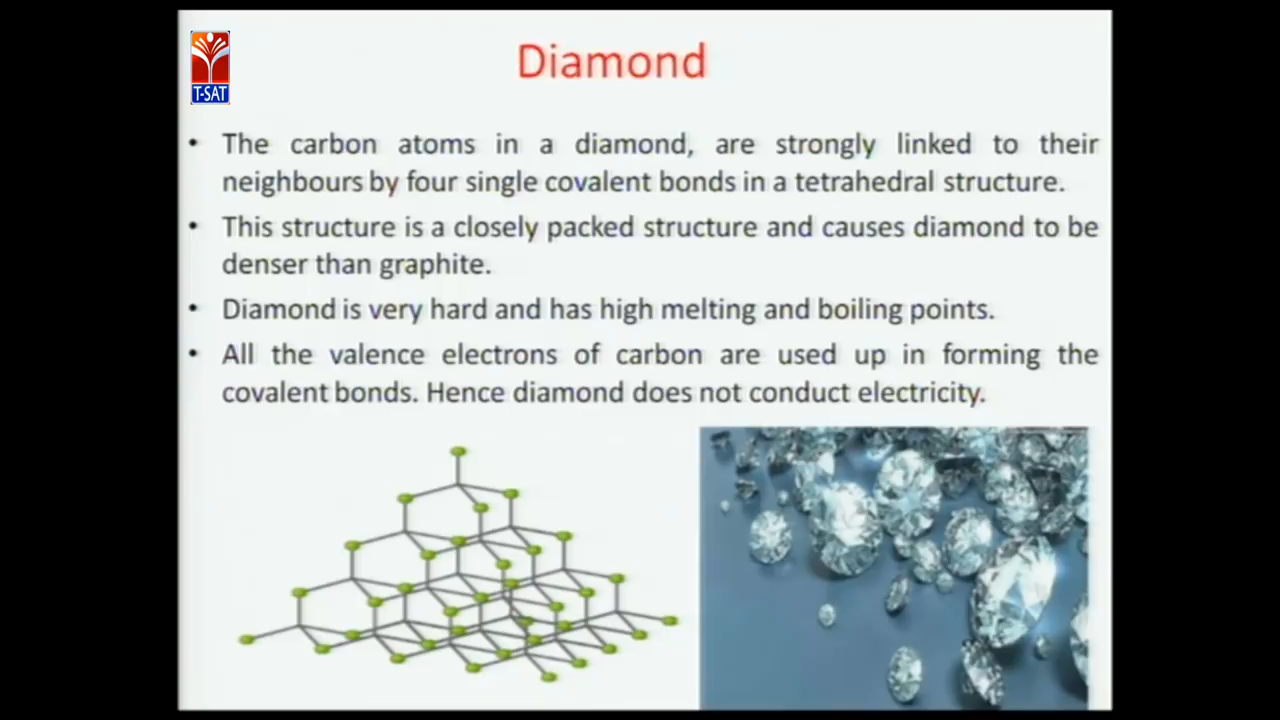 T-SAT
Diamond
• The carbon atoms in a diamond, are strongly linked to their
neighbours by four single covalent bonds in a tetrahedral structure.
• This structure is a closely packed structure and causes diamond to be
denser than graphite.
• Diamond is very hard and has high melting and boiling points.
• All the valence electrons of carbon are used up in forming the
covalent bonds. Hence diamond does not conduct electricity.